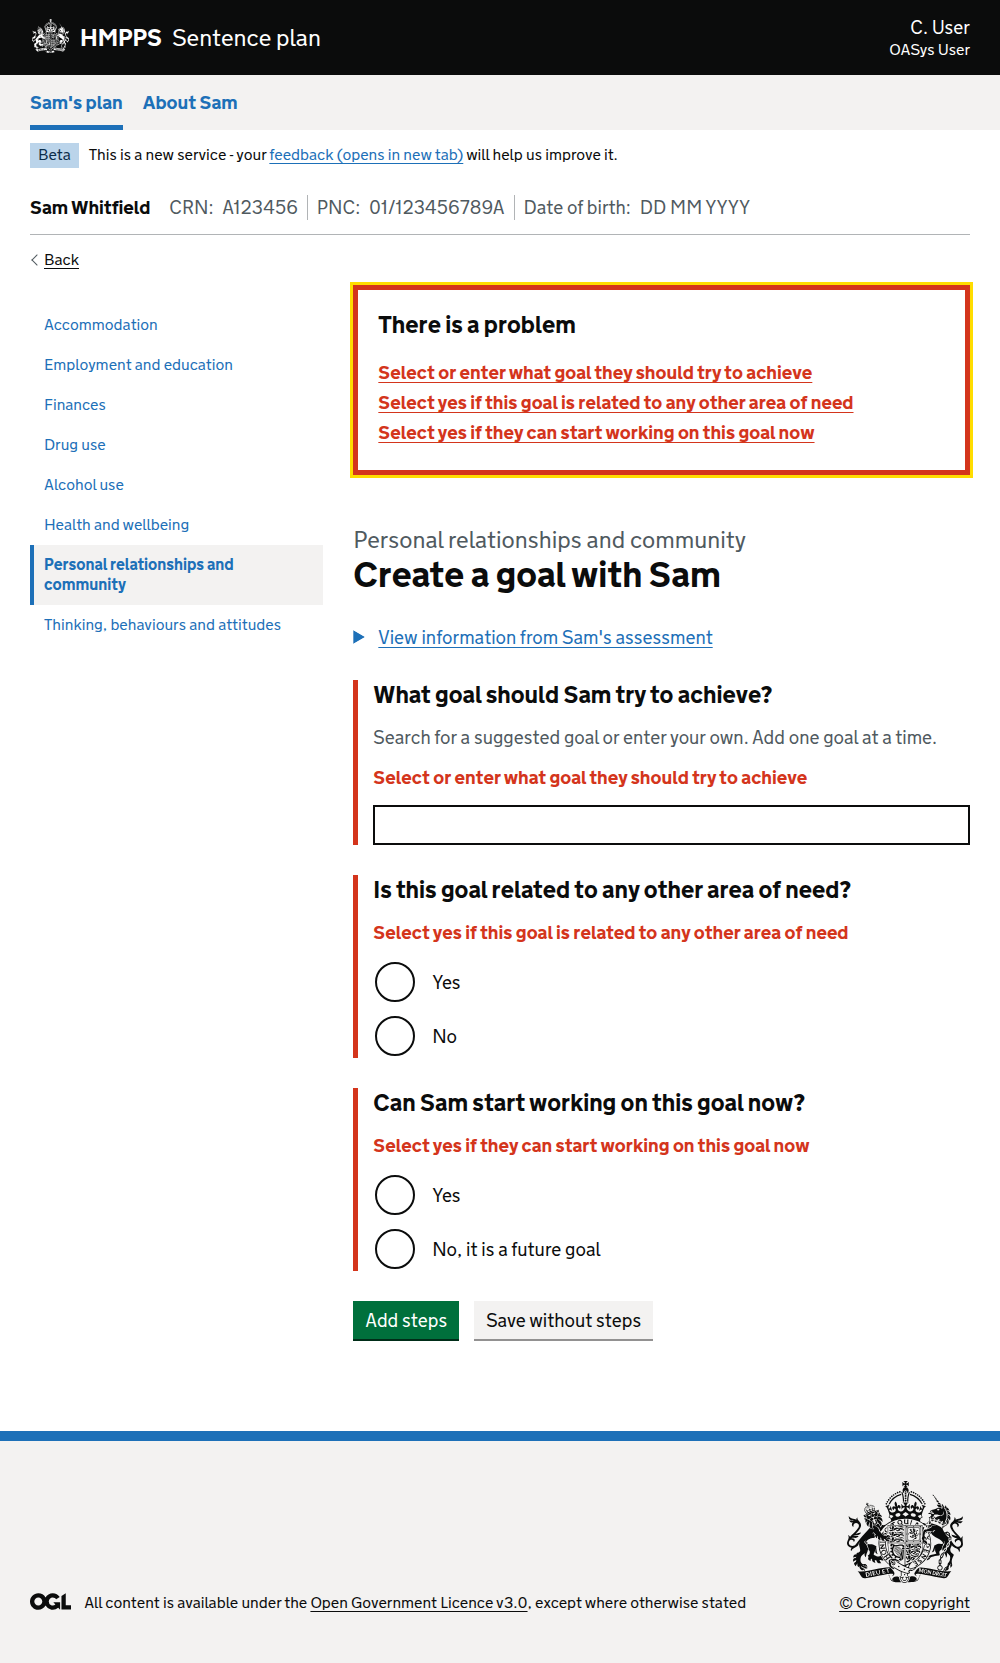 HMPPS Sentence plan
C. User
OASys User
Sam's plan About Sam
Beta This is a new service - your feedback (opens in new tab) will help us improve it.
Sam Whitfield CRN: A123456 PNC: 01/123456789A Date of birth: DD MM YYYY
Back
Accommodation
Employment and education
Finances
Drug use
Alcohol use
Health and wellbeing
Personal relationships and
community
Thinking, behaviours and attitudes
There is a problem
Select or enter what goal they should try to achieve
Select yes if this goal is related to any other area of need
Select yes if they can start working on this goal now
Personal relationships and community
Create a goal with Sam
View information from Sam's assessment
What goal should Sam try to achieve?
Search for a suggested goal or enter your own. Add one goal at a time.
Select or enter what goal they should try to achieve
Is this goal related to any other area of need?
Select yes if this goal is related to any other area of need
Yes
No
Can Sam start working on this goal now?
Select yes if they can start working on this goal now
Yes
No, it is a future goal
Add steps Save without steps
DIEU ET MON DROIT
OGL All content is available under the Open Government Licence v3.0, except where otherwise stated
© Crown copyright